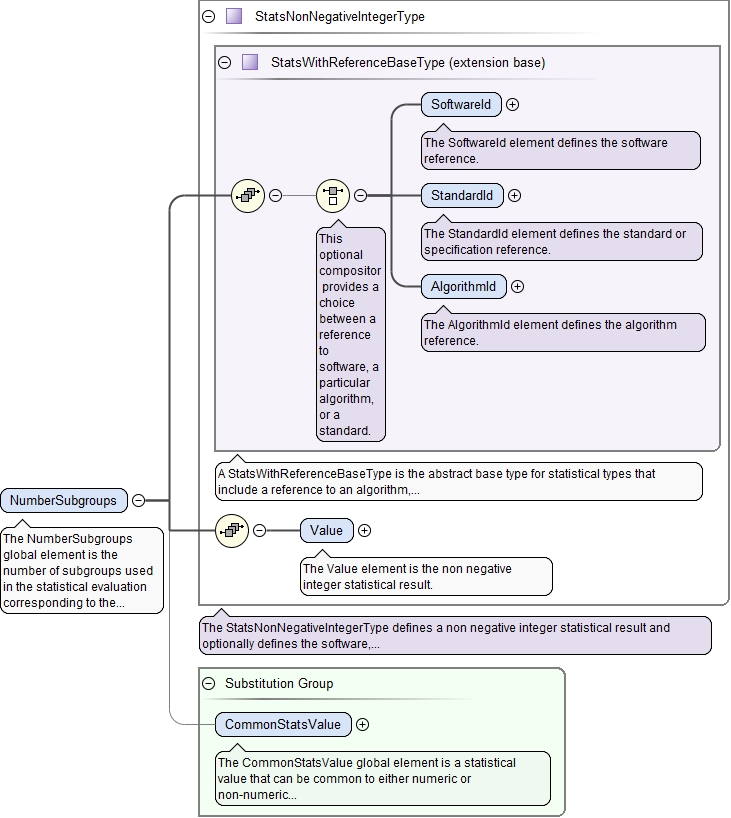 StatsNonNegativeIntegerType
StatsWithReferenceBaseType (extension base)
SoftwareId
The SoftwareId element defines the software
reference.
StandardId
The StandardId element defines the standard or
specification reference.
AlgorithmId
The AlgorithmId element defines the algorithm
reference.
This
optional
compositor
provides a
choice
between a
reference
to
software, a
particular
algorithm,
or a
standard.
A StatsWithReferenceBaseType is the abstract base type for statistical types that
include a reference to an algorithm,...
NumberSubgroups
The NumberSubgroups
global element is the
number of subgroups used
in the statistical evaluation
corresponding to the...
Value
The Value element is the non negative
integer statistical result.
The StatsNonNegativeIntegerType defines a non negative integer statistical result and
optionally defines the software,...
Substitution Group
CommonStatsValue
The CommonStatsValue global element is a statistical
value that can be common to either numeric or
non-numeric...